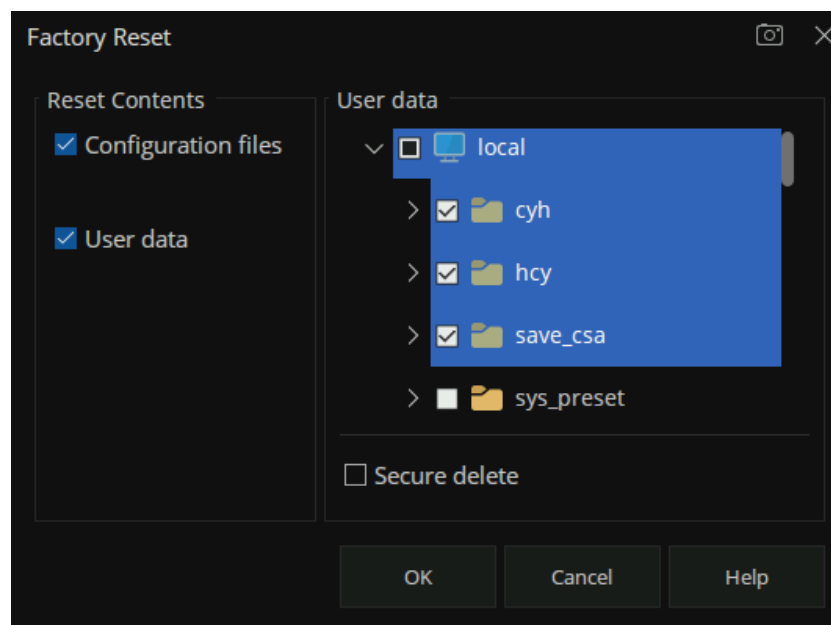 Factory Reset
Reset Contents
Configuration files
User data
User data
local
cyh
hcy
save_csa
sys_preset
Secure delete
OK
Cancel
Help